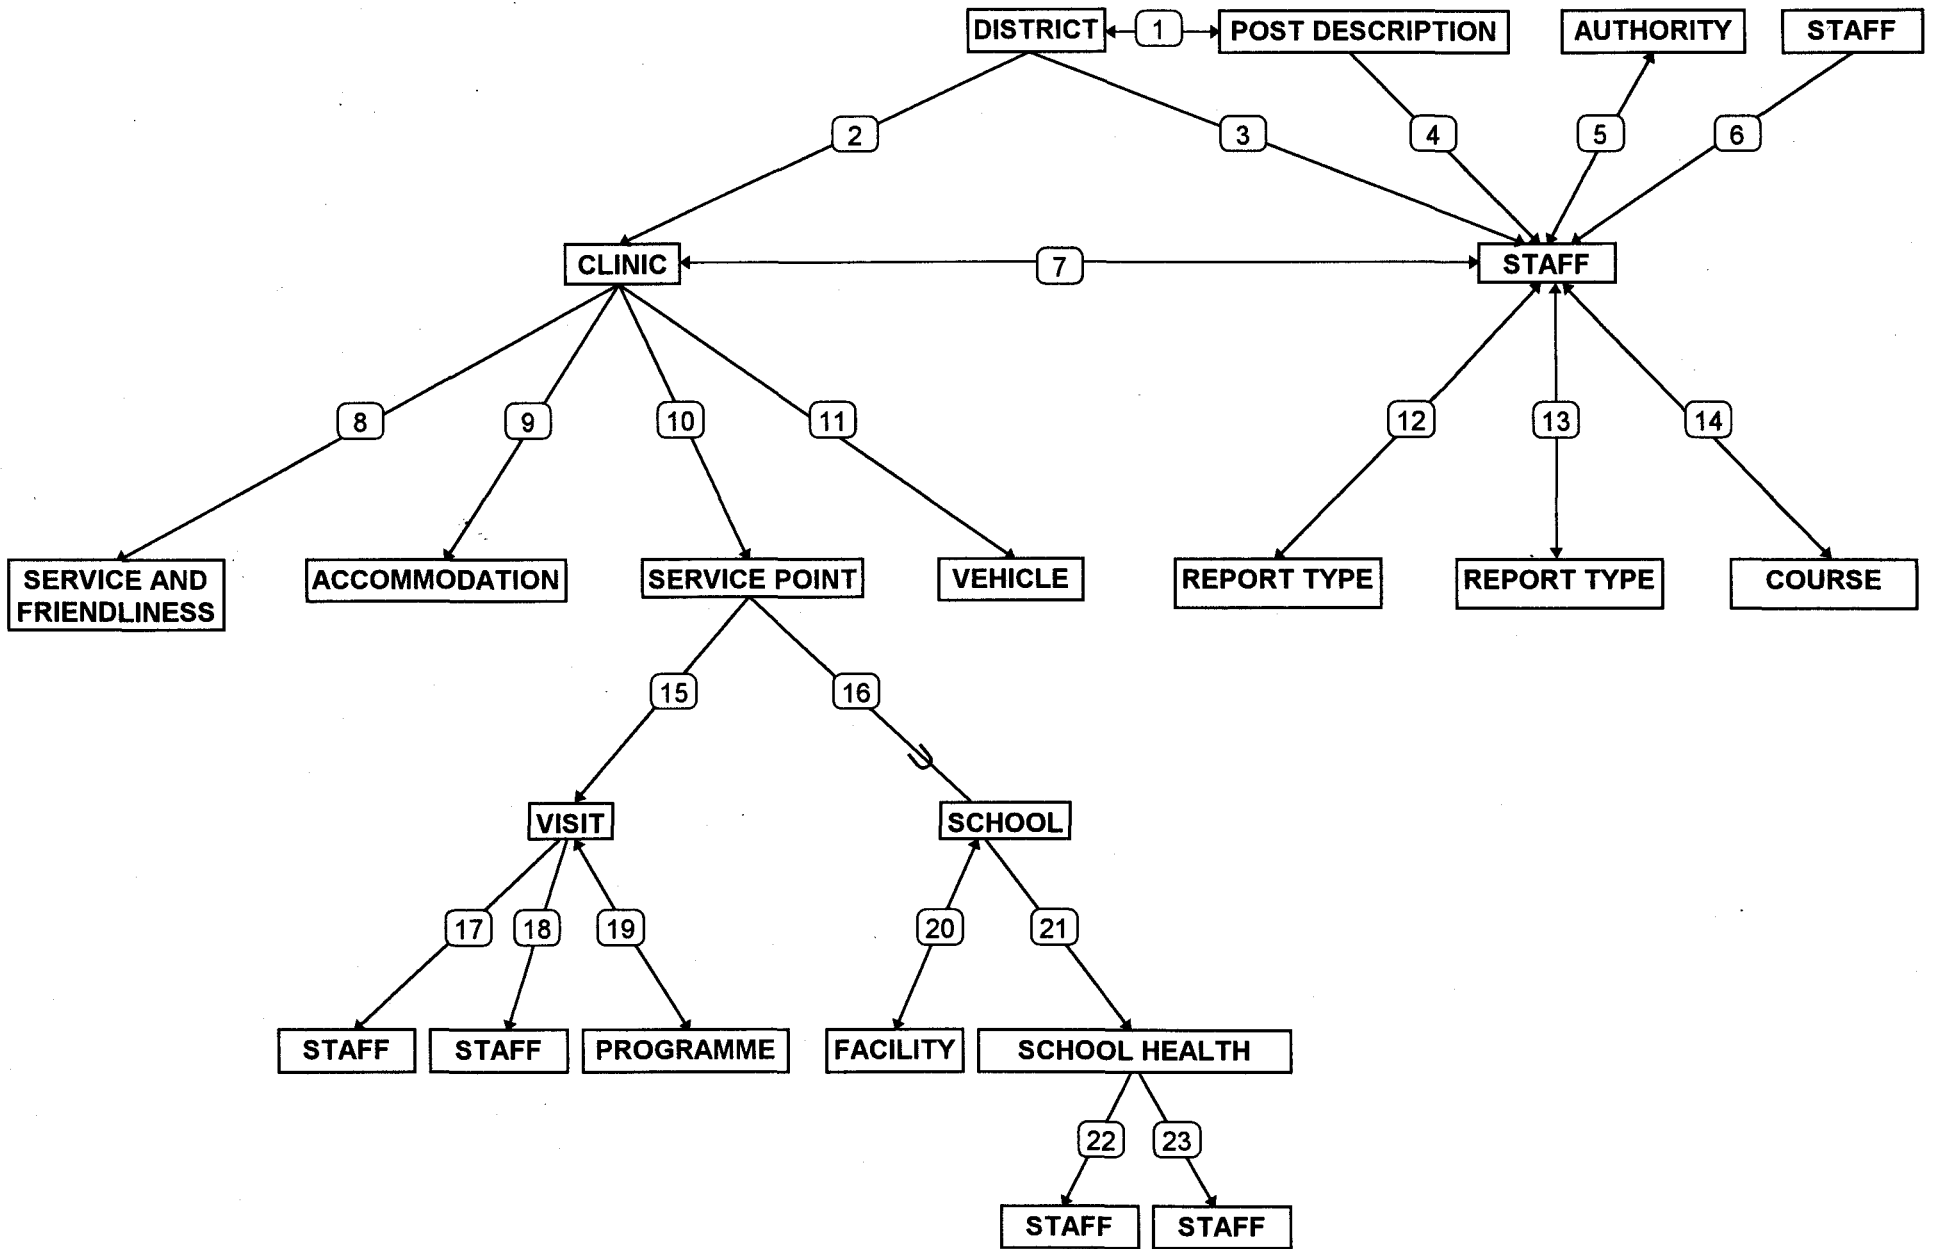 DISTRICT
1
POST DESCRIPTION
AUTHORITY
STAFF
2
3
4
5
6
CLINIC
7
STAFF
8
9
10
11
12
13
14
SERVICE AND
FRIENDLINESS
ACCOMMODATION
SERVICE POINT
VEHICLE
REPORT TYPE
REPORT TYPE
COURSE
15
16
VISIT
SCHOOL
17
18
19
20
21
STAFF
STAFF
PROGRAMME
FACILITY
SCHOOL HEALTH
22
23
STAFF
STAFF